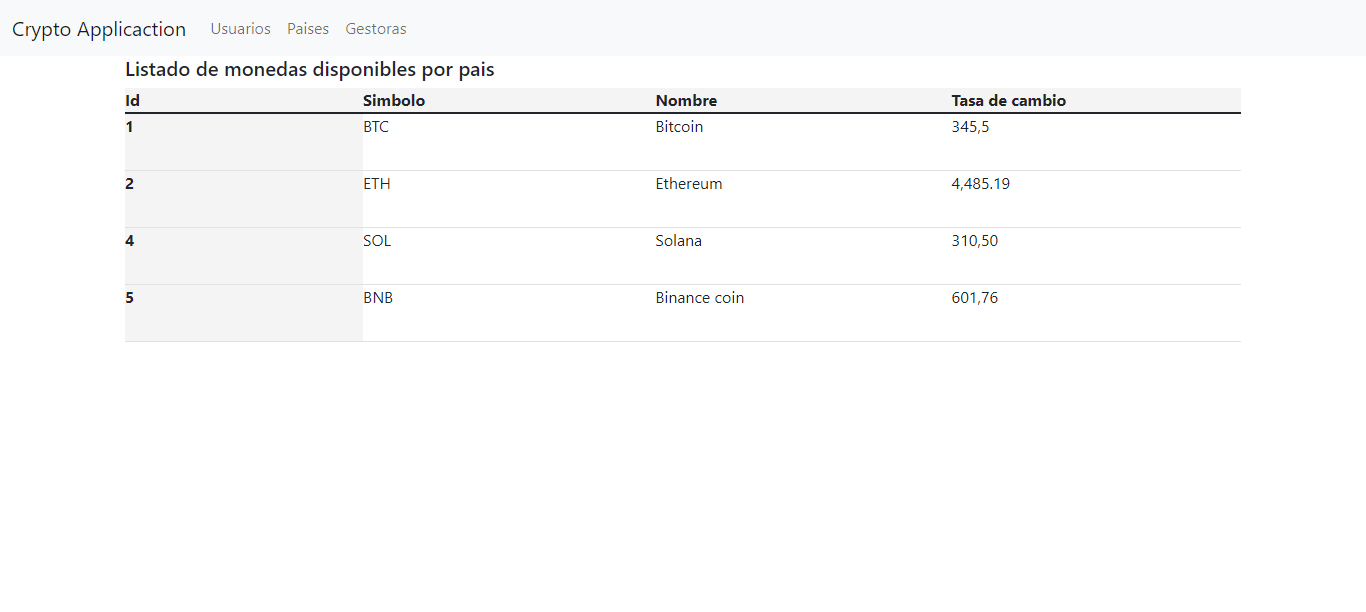 Crypto Applicaction Usuarios Paises Gestoras
Listado de monedas disponibles por pais
Id Simbolo Nombre Tasa de cambio
1 BTC Bitcoin 345,5
2 ETH Ethereum 4,485.19
4 SOL Solana 310,50
5 BNB Binance coin 601,76